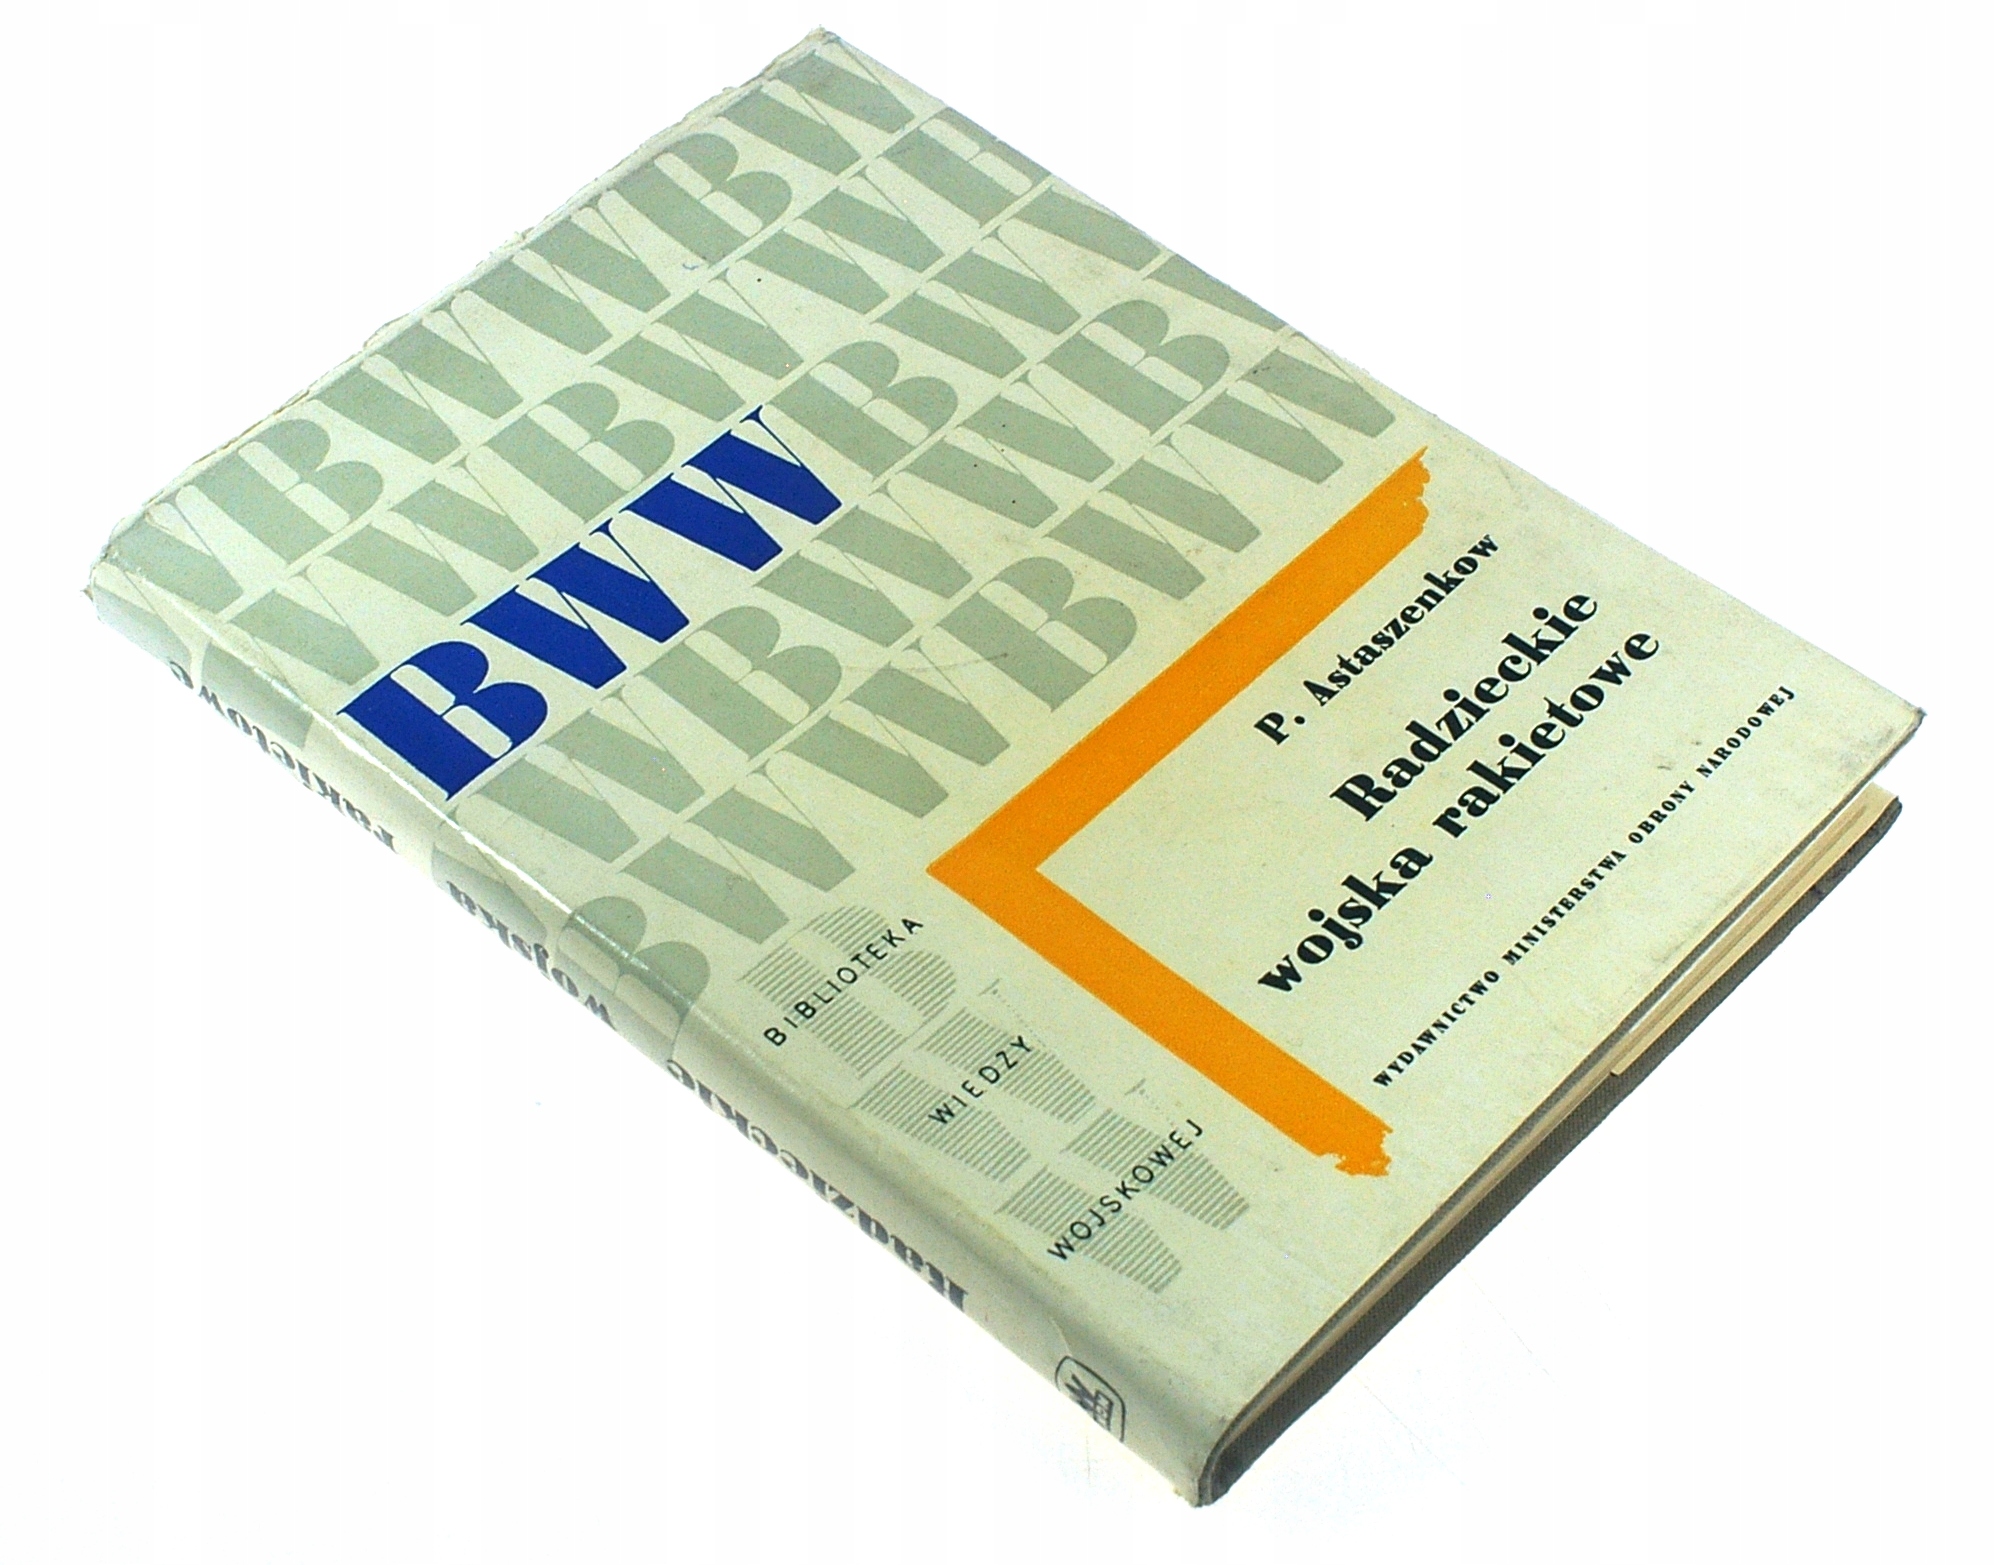 BWW
BIBLIOTEKA
WIEDZY
WOJSKOWEJ
P. Astaszenkow
Radzieckie
wojska rakietowe
WYDAWNICTWO MINISTERSTWA OBRONY NARODOWEJ
Radzieckie wojska rakietowe